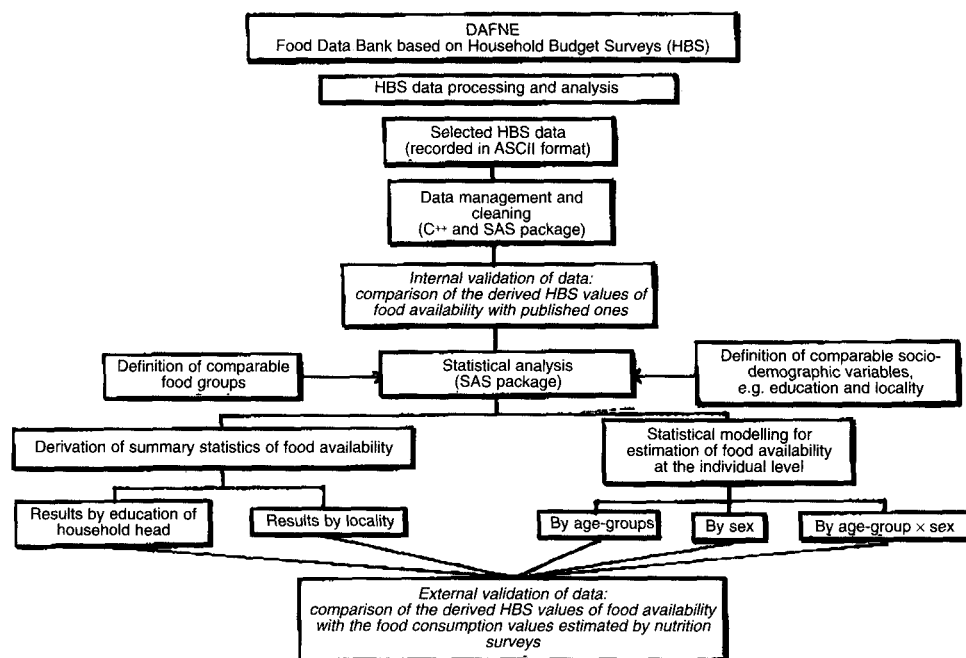 DAFNE
Food Data Bank based on Household Budget Surveys (HBS)
HBS data processing and analysis
Selected HBS data
(recorded in ASCII format)
Data management and
cleaning
(C++ and SAS package)
Internal validation of data:
comparison of the derived HBS values of
food availability with published ones
Definition of comparable
food groups
Statistical analysis
(SAS package)
Definition of comparable socio-
demographic variables,
e.g. education and locality
Derivation of summary statistics of food availability
Statistical modelling for
estimation of food availability
at the individual level
Results by education of
household head
Results by locality
By age-groups
By sex
By age-group × sex
External validation of data:
comparison of the derived HBS values of food availability
with the food consumption values estimated by nutrition
surveys